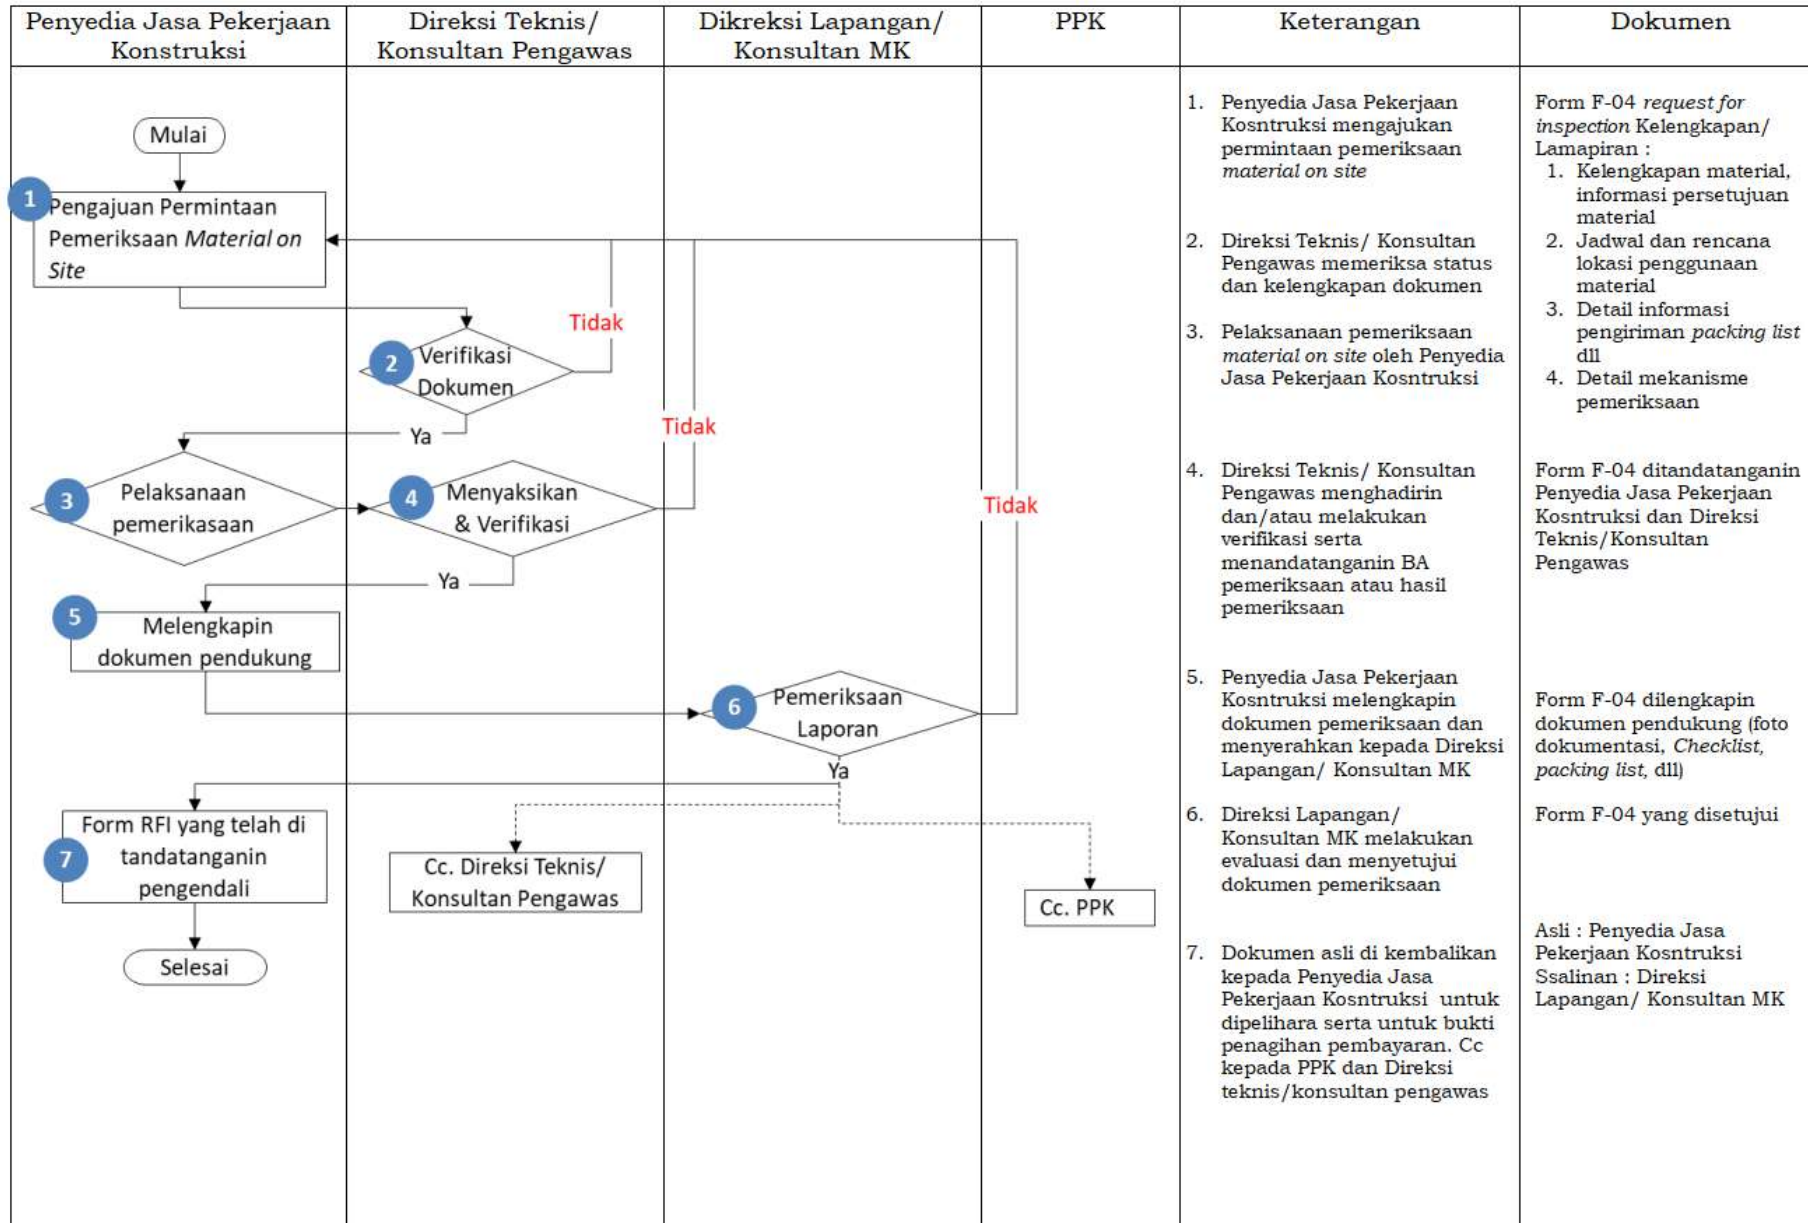 Penyedia Jasa Pekerjaan
Konstruksi
Direksi Teknis/
Konsultan Pengawas
Dikreksi Lapangan/
Konsultan MK
PPK
Keterangan
Dokumen
Mulai
1
Pengajuan Permintaan
Pemeriksaan Material on
Site
Tidak
2
Verifikasi
Dokumen
Ya
Tidak
3
Pelaksanaan
pemerikasaan
4
Menyaksikan
& Verifikasi
Tidak
Ya
5
Melengkapin
dokumen pendukung
6
Pemeriksaan
Laporan
Ya
7
Form RFI yang telah di
tandatanganin
pengendali
Cc. Direksi Teknis/
Konsultan Pengawas
Cc. PPK
Selesai
1. Penyedia Jasa Pekerjaan
Kosntruksi mengajukan
permintaan pemeriksaan
material on site
2. Direksi Teknis/ Konsultan
Pengawas memeriksa status
dan kelengkapan dokumen
3. Pelaksanaan pemeriksaan
material on site oleh Penyedia
Jasa Pekerjaan Kosntruksi
4. Direksi Teknis/ Konsultan
Pengawas menghadirin
dan/atau melakukan
verifikasi serta
menandatanganin BA
pemeriksaan atau hasil
pemeriksaan
5. Penyedia Jasa Pekerjaan
Kosntruksi melengkapin
dokumen pemeriksaan dan
menyerahkan kepada Direksi
Lapangan/ Konsultan MK
6. Direksi Lapangan/
Konsultan MK melakukan
evaluasi dan menyetujui
dokumen pemeriksaan
7. Dokumen asli di kembalikan
kepada Penyedia Jasa
Pekerjaan Kosntruksi untuk
dipelihara serta untuk bukti
penagihan pembayaran. Cc
kepada PPK dan Direksi
teknis/konsultan pengawas
Form F-04 request for
inspection Kelengkapan/
Lamapiran :
1. Kelengkapan material,
informasi persetujuan
material
2. Jadwal dan rencana
lokasi penggunaan
material
3. Detail informasi
pengiriman packing list
dll
4. Detail mekanisme
pemeriksaan
Form F-04 ditandatanganin
Penyedia Jasa Pekerjaan
Kosntruksi dan Direksi
Teknis/Konsultan
Pengawas
Form F-04 dilengkapin
dokumen pendukung (foto
dokumentasi, Checklist,
packing list, dll)
Form F-04 yang disetujui
Asli : Penyedia Jasa
Pekerjaan Kosntruksi
Ssalinan : Direksi
Lapangan/ Konsultan MK